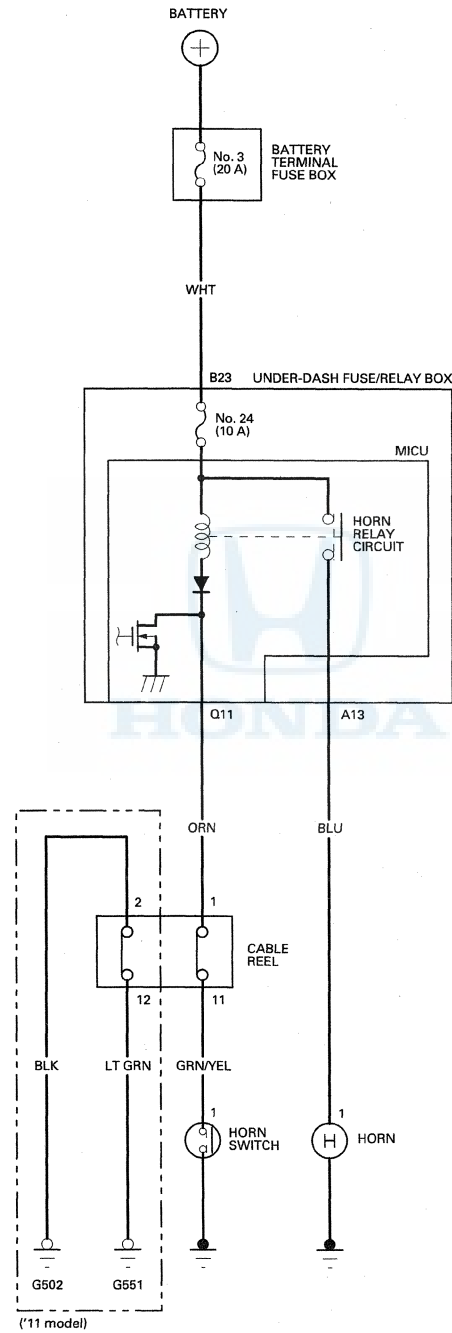 BATTERY
No. 3
(20 A)
BATTERY
TERMINAL
FUSE BOX
WHT
B23
UNDER-DASH FUSE/RELAY BOX
No. 24
(10 A)
MICU
HORN
RELAY
CIRCUIT
HONDA
Q11
A13
ORN
BLU
2
1
CABLE
REEL
12
11
BLK
LT GRN
GRN/YEL
1
HORN
SWITCH
1
H
HORN
G502
G551
('11 model)